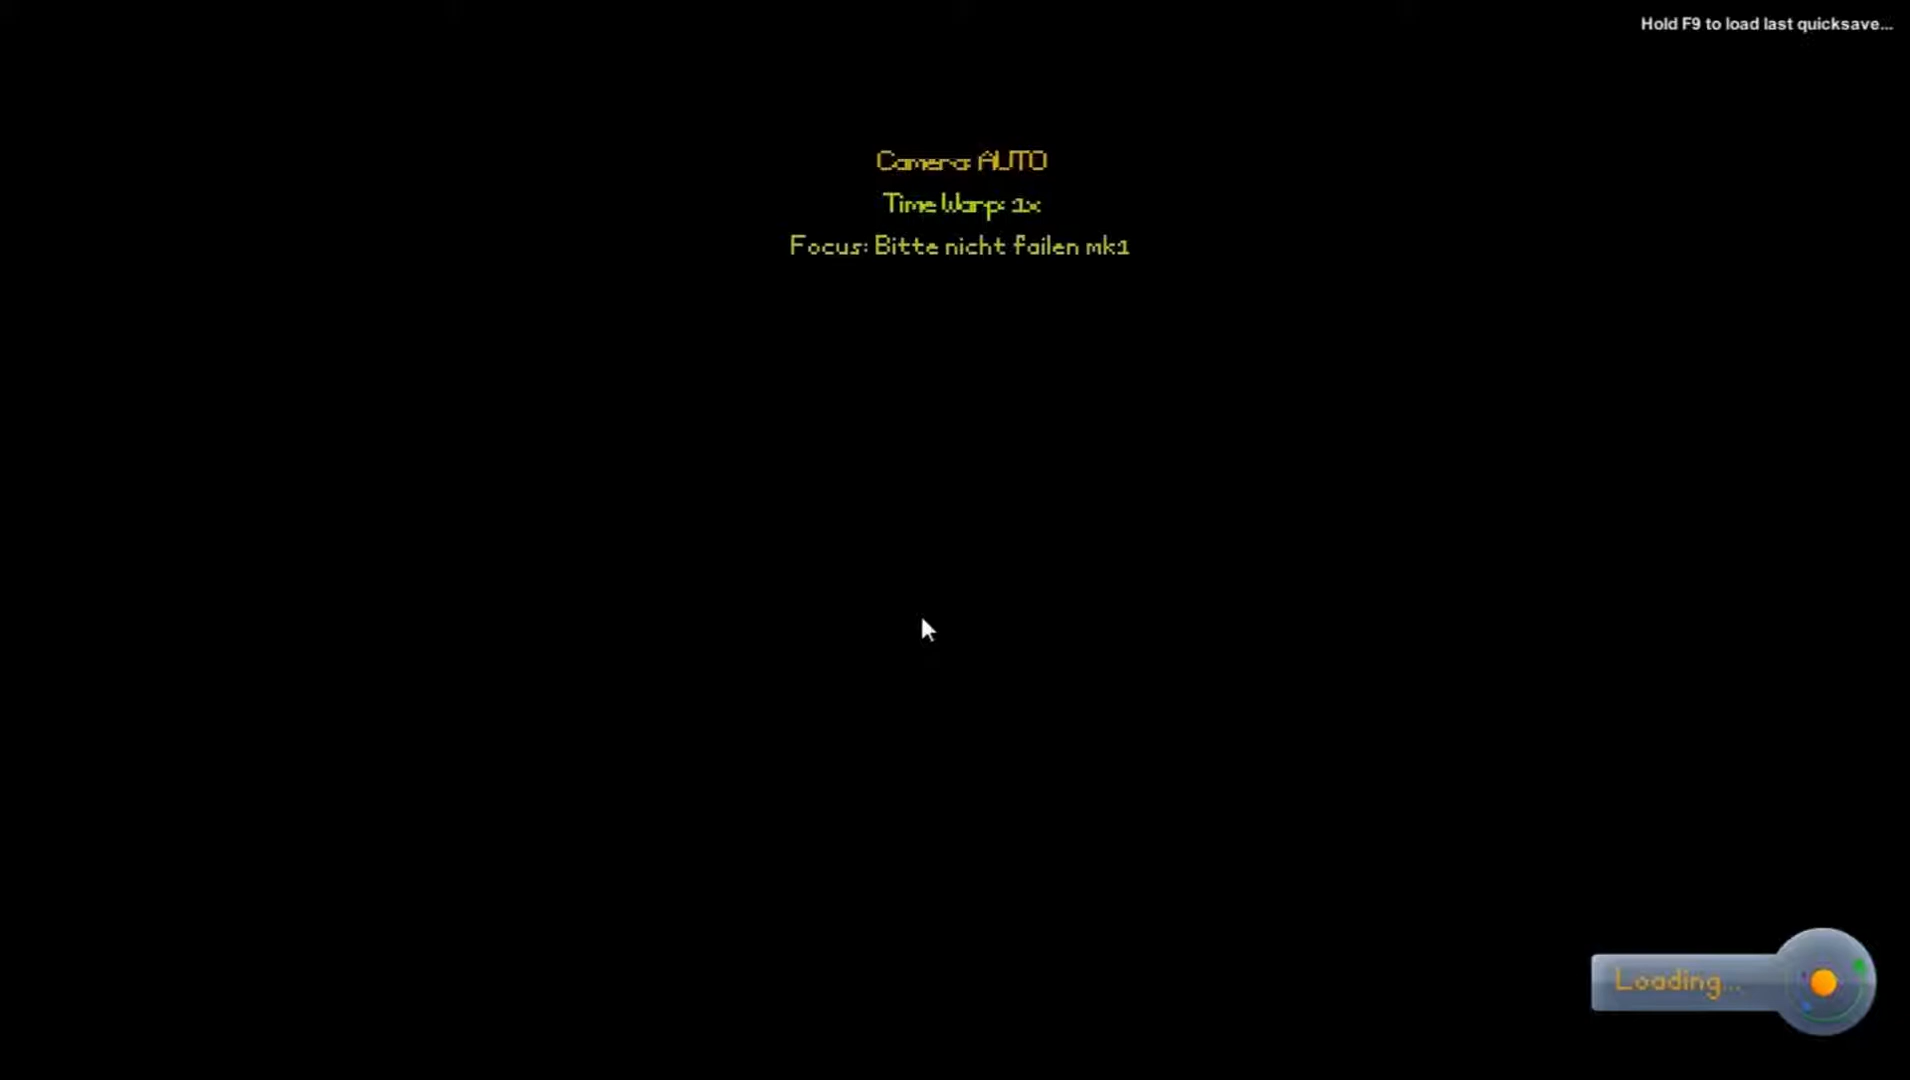 Hold F9 to load last quicksave...
Camera: AUTO
Time Warp: 1x
Focus: Bitte nicht failen mk1
Loading...